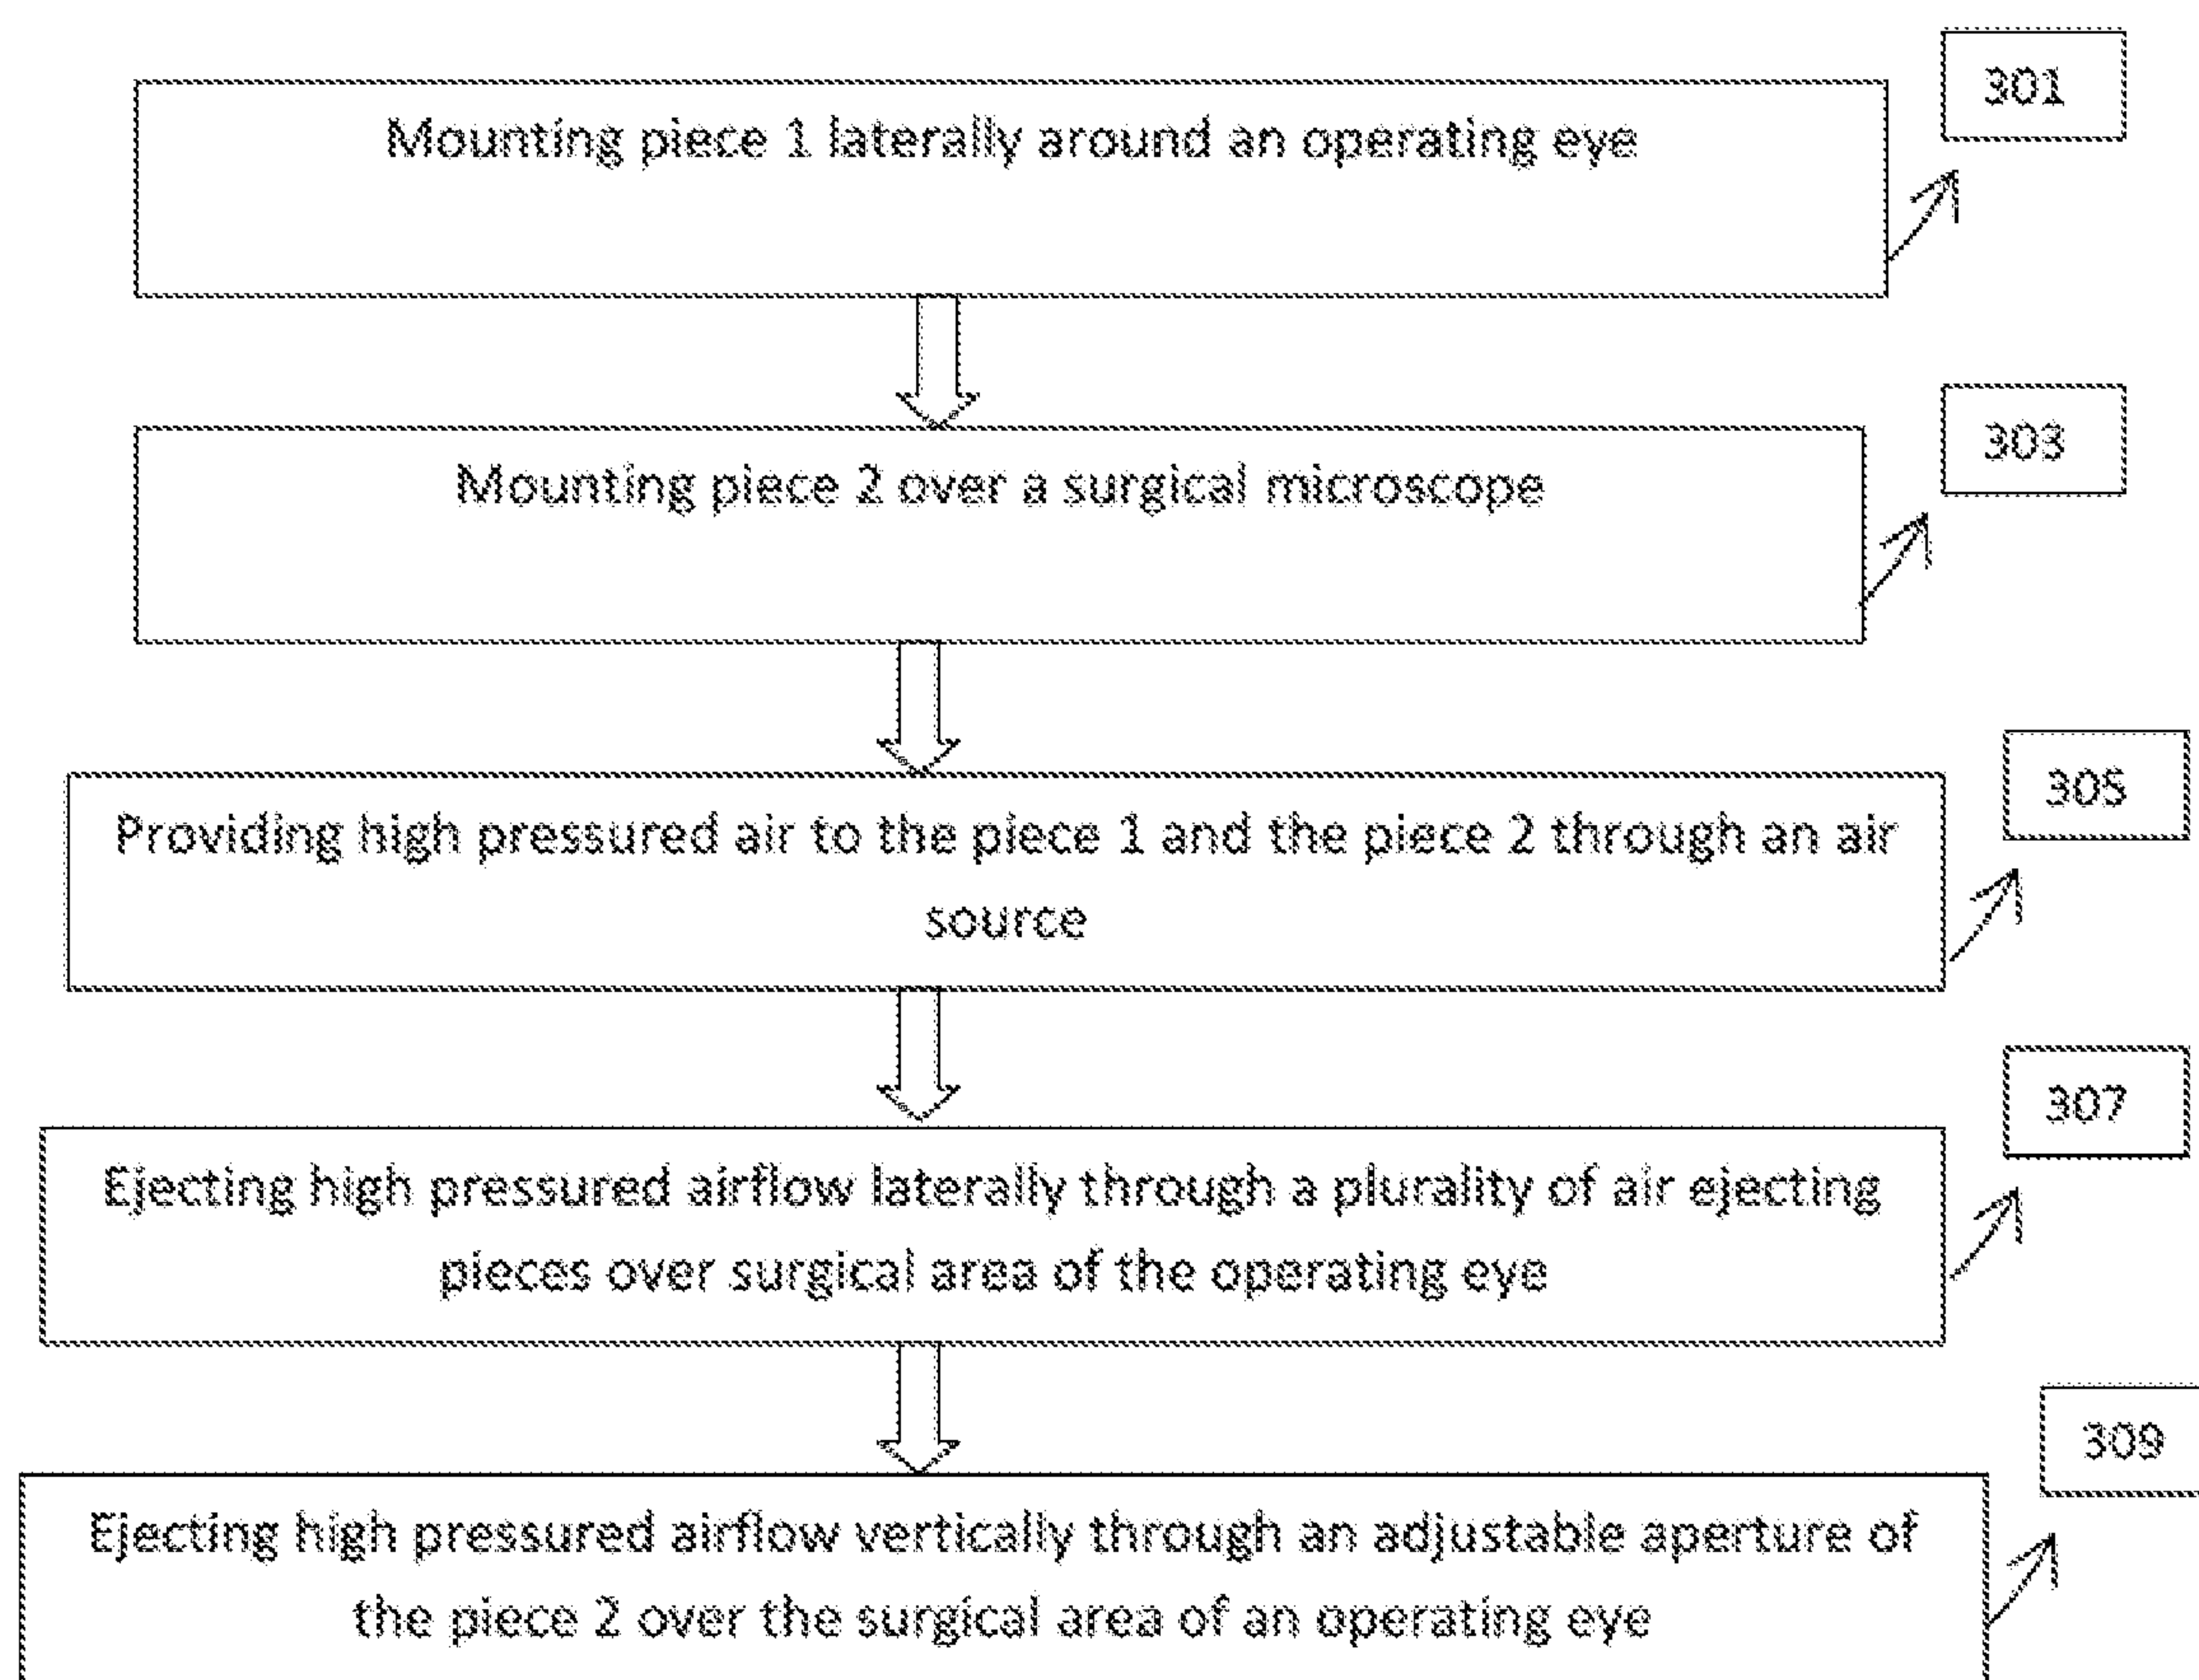 301
Mounting piece 1 laterally around an operating eye
303
Mounting piece 2 over a surgical microscope
305
Providing high pressured air to the piece 1 and the piece 2 through an air
source
307
Ejecting high pressured airflow laterally through a plurality of air ejecting
pieces over surgical area of the operating eye
309
Ejecting high pressured airflow vertically through an adjustable aperture of
the piece 2 over the surgical area of an operating eye